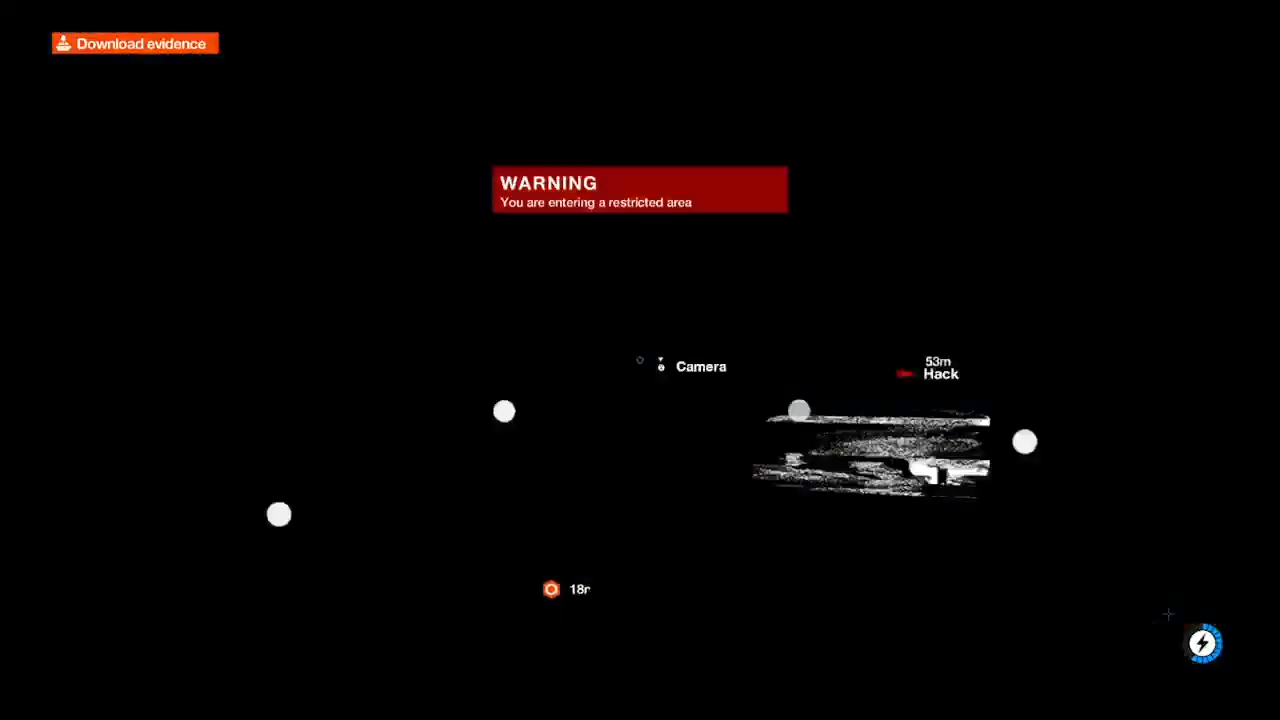 Download evidence
WARNING
You are entering a restricted area
Camera
53m
Hack
18r